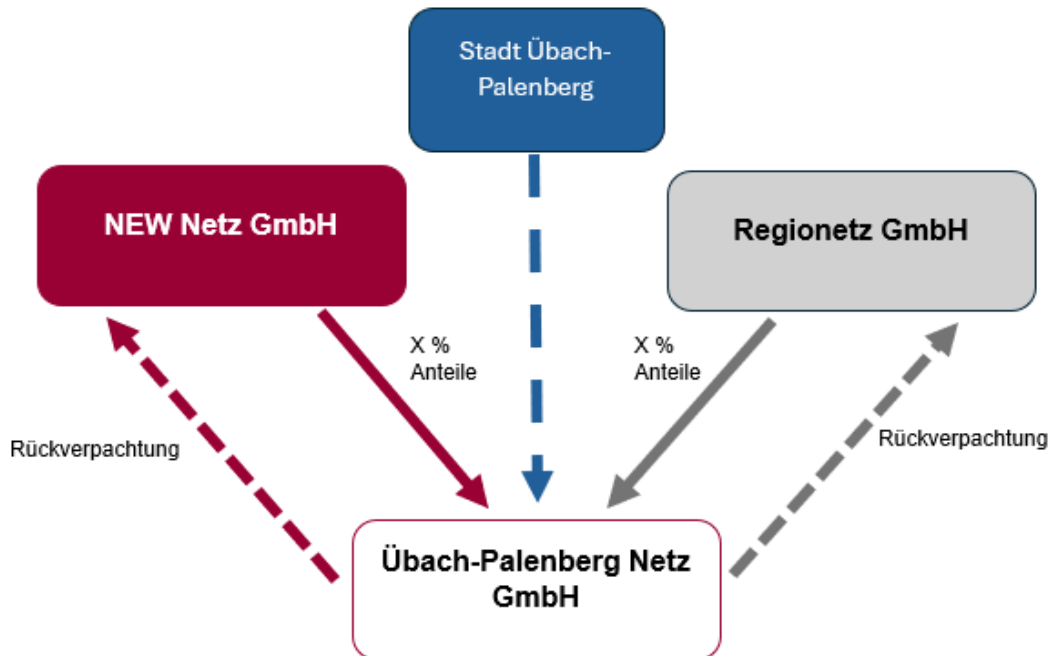 Stadt Übach-
Palenberg
NEW Netz GmbH
Regionetz GmbH
X %
Anteile
X %
Anteile
Rückverpachtung
Rückverpachtung
Übach-Palenberg Netz
GmbH